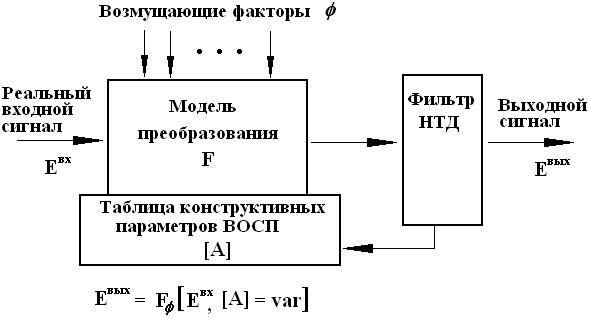 Возмущающие факторы ϕ
• • •
Реальный
входной
сигнал
Eвх
Модель
преобразования
F
Фильтр
НТД
Выходной
сигнал
Eвых
Таблица конструктивных
параметров ВОСП
[A]
Eвых = Fϕ[Eвх, [A] = var]